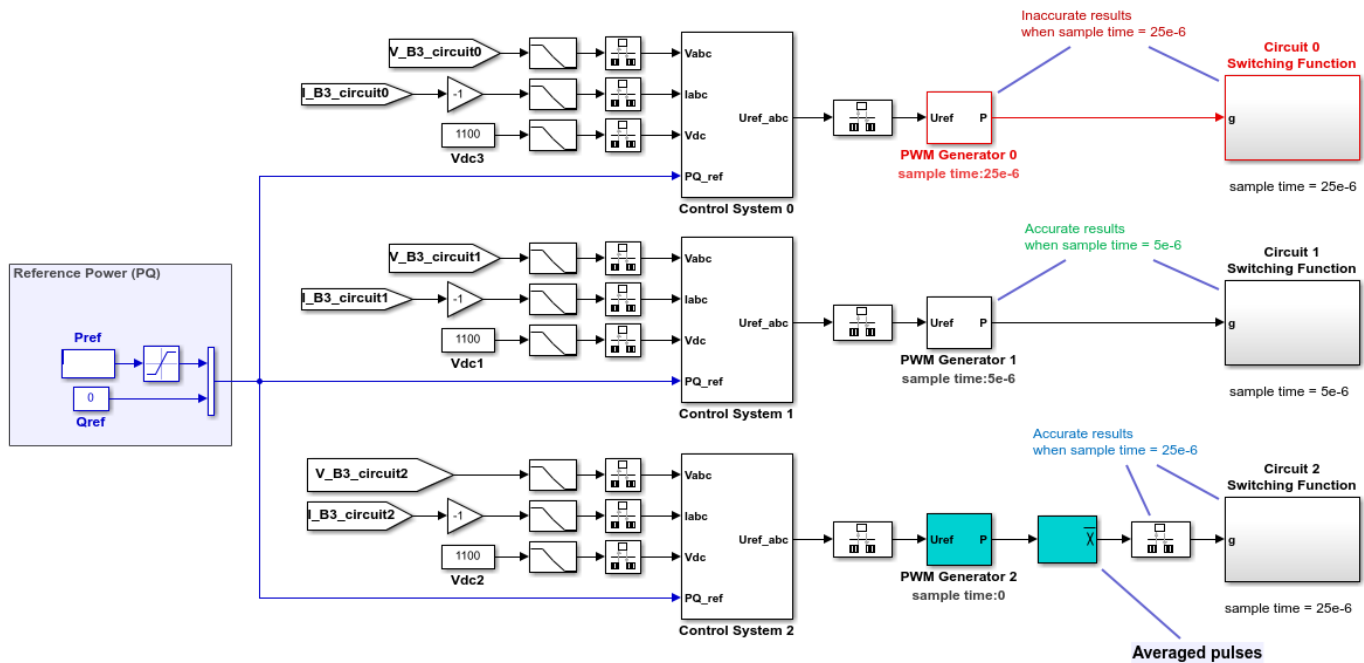 Inaccurate results
when sample time = 25e-6
Circuit 0
Switching Function
V_B3_circuit0
Vabc
I_B3_circuit0
-1
Iabc
1100
Vdc
Vdc3
PQ_ref
Uref_abc
Control System 0
Uref P
PWM Generator 0
sample time:25e-6
g
sample time = 25e-6
Accurate results
when sample time = 5e-6
Circuit 1
Switching Function
V_B3_circuit1
Vabc
I_B3_circuit1
-1
Iabc
1100
Vdc
Vdc1
PQ_ref
Uref_abc
Control System 1
Uref P
PWM Generator 1
sample time:5e-6
g
sample time = 5e-6
Reference Power (PQ)
Pref
0
Qref
Accurate results
when sample time = 25e-6
Circuit 2
Switching Function
V_B3_circuit2
Vabc
I_B3_circuit2
-1
Iabc
1100
Vdc
Vdc2
PQ_ref
Uref_abc
Control System 2
Uref P
PWM Generator 2
sample time:0
X
g
sample time = 25e-6
Averaged pulses